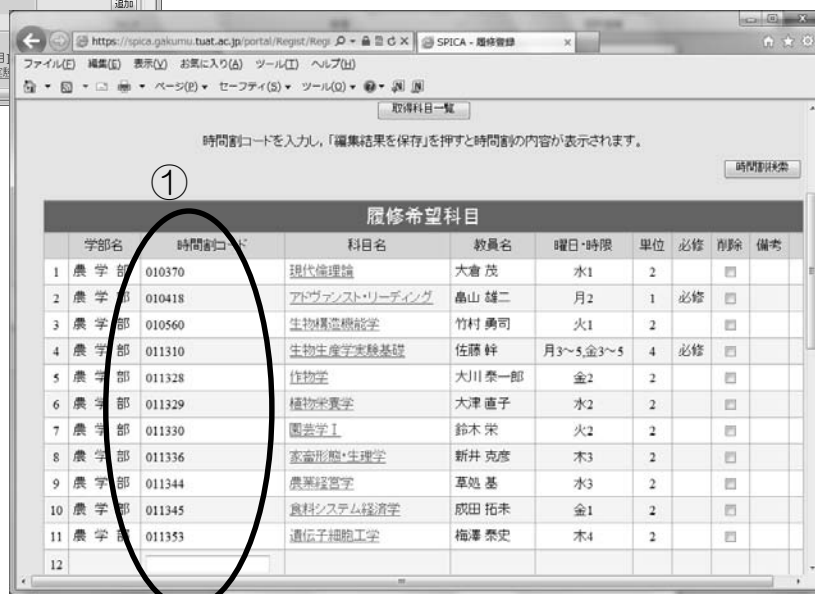 追加
https://spica.gakumu.tuat.ac.jp/portal/Regist/Regi
SPICA - 履修登録
ファイル(F) 編集(E) 表示(V) お気に入り(A) ツール(T) ヘルプ(H)
ページ(P) セーフティ(S) ツール(O)
取得科目一覧
時間割コードを入力し,「編集結果を保存」を押すと時間割の内容が表示されます。
時間割検索
①
履修希望科目
学部名 時間割コード 科目名 教員名 曜日・時限 単位 必修 削除 備考
1 農学部 010370 現代倫理論 大倉 茂 水1 2
2 農学部 010418 アドヴァンスト・リーディング 畠山 雄二 月2 1 必修
3 農学部 010560 生物構造機能学 竹村 勇司 火1 2
4 農学部 011310 生物生産学実験基礎 佐藤 幹 月3～5,金3～5 4 必修
5 農学部 011328 作物学 大川 泰一郎 金2 2
6 農学部 011329 植物栄養学 大津 直子 水2 2
7 農学部 011330 園芸学Ⅰ 鈴木 栄 火2 2
8 農学部 011336 家畜形態・生理学 新井 克彦 木3 2
9 農学部 011344 農業経営学 草処 基 水3 2
10 農学部 011345 食料システム経済学 成田 拓未 金1 2
11 農学部 011353 遺伝子細胞工学 梅澤 泰史 木4 2
12